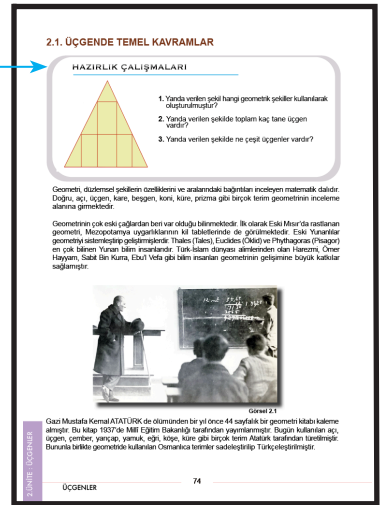 2.1. ÜÇGENDE TEMEL KAVRAMLAR
HAZIRLIK ÇALIŞMALARI
1. Yanda verilen şekil hangi geometrik şekiller kullanılarak
oluşturulmuştur?
2. Yanda verilen şekilde toplam kaç tane üçgen
vardır?
3. Yanda verilen şekilde ne çeşit üçgenler vardır?
Geometri, düzlemsel şekillerin özelliklerini ve aralarındaki bağıntıları inceleyen matematik dalıdır.
Doğru, açı, üçgen, kare, beşgen, koni, küre, prizma gibi birçok terim geometrinin inceleme
alanına girmektedir.
Geometrinin çok eski çağlardan beri var olduğu bilinmektedir. İlk olarak Eski Mısır'da rastlanan
geometri, Mezopotamya uygarlıklarının kil tabletlerinde de görülmektedir. Eski Yunanlılar
geometriyi sistemleştirip geliştirmişlerdir. Thales (Tales), Euclides (Öklid) ve Phythagoras (Pisagor)
en çok bilinen Yunan bilim insanlarıdır. Türk-İslam dünyası alimlerinden olan Harezmi, Ömer
Hayyam, Sabit Bin Kurra, Ebu'l Vefa gibi bilim insanları geometrinin gelişimine büyük katkılar
sağlamıştır.
Görsel 2.1
Gazi Mustafa Kemal ATATÜRK de ölümünden bir yıl önce 44 sayfalık bir geometri kitabı kaleme
almıştır. Bu kitap 1937'de Millî Eğitim Bakanlığı tarafından yayımlanmıştır. Bugün kullanılan açı,
üçgen, çember, yarıçap, yamuk, eğri, köşe, küre gibi birçok terim Atatürk tarafından türetilmiştir.
Bununla birlikte geometride kullanılan Osmanlıca terimler sadeleştirilip Türkçeleştirilmiştir.
2.ÜNİTE : ÜÇGENLER
74
ÜÇGENLER